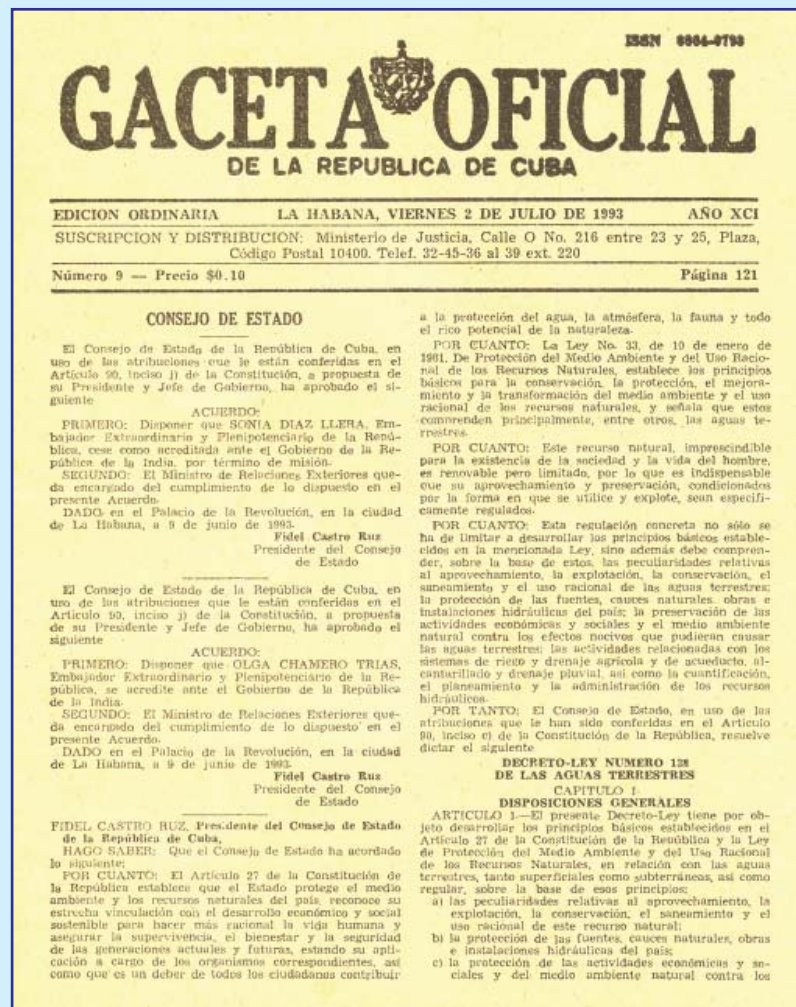 ISSN 0864-0793
GACETA OFICIAL
DE LA REPUBLICA DE CUBA
EDICION ORDINARIA LA HABANA, VIERNES 2 DE JULIO DE 1993 AÑO XCI
SUSCRIPCION Y DISTRIBUCION: Ministerio de Justicia, Calle O No. 216 entre 23 y 25, Plaza,
Código Postal 10400. Telef. 32-45-36 al 39 ext. 220
Número 9 — Precio $0.10 Página 121
CONSEJO DE ESTADO
El Consejo de Estado de la República de Cuba, en
uso de las atribuciones que le están conferidas en el
Artículo 90, inciso j) de la Constitución, a propuesta de
su Presidente y Jefe de Gobierno, ha aprobado el si-
guiente
ACUERDO:
PRIMERO: Disponer que SONIA DIAZ LLERA, Em-
bajador Extraordinario y Plenipotenciario de la Repú-
blica, cese como acreditada ante el Gobierno de la Re-
pública de la India, por término de misión.
SEGUNDO: El Ministro de Relaciones Exteriores que-
da encargado del cumplimiento de lo dispuesto en el
presente Acuerdo.
DADO en el Palacio de la Revolución, en la ciudad
de La Habana, a 9 de junio de 1993.
Fidel Castro Ruz
Presidente del Consejo
de Estado
El Consejo de Estado de la República de Cuba, en
uso de las atribuciones que le están conferidas en el
Artículo 90, inciso j) de la Constitución, a propuesta
de su Presidente y Jefe de Gobierno, ha aprobado el
siguiente
ACUERDO:
PRIMERO: Disponer que OLGA CHAMERO TRIAS,
Embajador Extraordinario y Plenipotenciario de la Re-
pública, se acredite ante el Gobierno de la República
de la India.
SEGUNDO: El Ministro de Relaciones Exteriores que-
da encargado del cumplimiento de lo dispuesto en el
presente Acuerdo.
DADO en el Palacio de la Revolución, en la ciudad
de La Habana, a 9 de junio de 1993.
Fidel Castro Ruz
Presidente del Consejo
de Estado
FIDEL CASTRO RUZ, Presidente del Consejo de Estado
de la República de Cuba,
HAGO SABER: Que el Consejo de Estado ha acordado
lo siguiente:
POR CUANTO: El Artículo 27 de la Constitución de
la República establece que el Estado protege el medio
ambiente y los recursos naturales del país, reconoce su
estrecha vinculación con el desarrollo económico y social
sostenible para hacer más racional la vida humana y
asegurar la supervivencia, el bienestar y la seguridad
de las generaciones actuales y futuras, estando su apli-
cación a cargo de los organismos correspondientes, así
como que es un deber de todos los ciudadanos contribuir
a la protección del agua, la atmósfera, la fauna y todo
el rico potencial de la naturaleza.
POR CUANTO: La Ley No. 33, de 10 de enero de
1981, De Protección del Medio Ambiente y del Uso Racio-
nal de los Recursos Naturales, establece los principios
básicos para la conservación, la protección, el mejora-
miento y la transformación del medio ambiente y el uso
racional de los recursos naturales, y señala que estos
comprenden principalmente, entre otros, las aguas te-
rrestres.
POR CUANTO: Este recurso natural, imprescindible
para la existencia de la sociedad y la vida del hombre,
es renovable pero limitado, por lo que es indispensable
que su aprovechamiento y preservación, condicionados
por la forma en que se utilice y explote, sean específi-
camente regulados.
POR CUANTO: Esta regulación concreta no sólo se
ha de limitar a desarrollar los principios básicos estable-
cidos en la mencionada Ley, sino además debe compren-
der, sobre la base de estos, las peculiaridades relativas
al aprovechamiento, la explotación, la conservación, el
saneamiento y el uso racional de las aguas terrestres;
la protección de las fuentes, cauces naturales, obras e
instalaciones hidráulicas del país; la preservación de las
actividades económicas y sociales y el medio ambiente
natural contra los efectos nocivos que pudieran causar
las aguas terrestres; las actividades relacionadas con los
sistemas de riego y drenaje agrícola y de acueducto, al-
cantarillado y drenaje pluvial, así como la cuantificación,
el planeamiento y la administración de los recursos
hidráulicos.
POR TANTO: El Consejo de Estado, en uso de las
atribuciones que le han sido conferidas en el Artículo
90, inciso c) de la Constitución de la República, resuelve
dictar el siguiente
DECRETO-LEY NUMERO 138
DE LAS AGUAS TERRESTRES
CAPITULO I
DISPOSICIONES GENERALES
ARTICULO 1.—El presente Decreto-Ley tiene por ob-
jeto desarrollar los principios básicos establecidos en el
Artículo 27 de la Constitución de la República y la Ley
de Protección del Medio Ambiente y del Uso Racional
de los Recursos Naturales, en relación con las aguas
terrestres, tanto superficiales como subterráneas, así como
regular, sobre la base de esos principios:
a) las peculiaridades relativas al aprovechamiento, la
explotación, la conservación, el saneamiento y el
uso racional de este recurso natural;
b) la protección de las fuentes, cauces naturales, obras
e instalaciones hidráulicas del país;
c) la protección de las actividades económicas y so-
ciales y del medio ambiente natural contra los